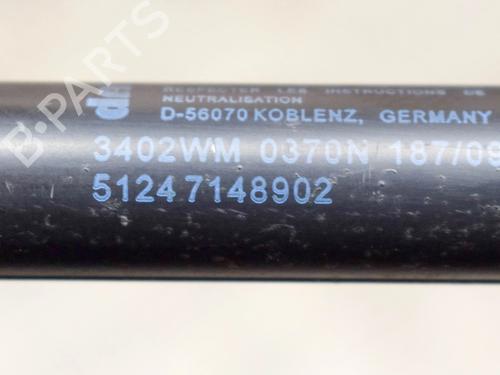 RESPECTER LES INSTRUCTIONS DE
NEUTRALISATION
D-56070 KOBLENZ, GERMANY
3402WM 0370N 187/09
51247148902
B-PARTS